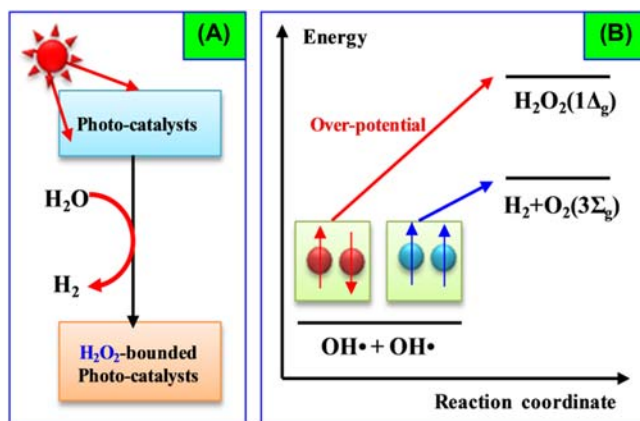 (A)
Photo-catalysts
H₂O
H₂
H₂O₂-bounded
Photo-catalysts
(B)
Energy
H₂O₂(1Δg)
Over-potential
H₂+O₂(3Σg)
OH• + OH•
Reaction coordinate